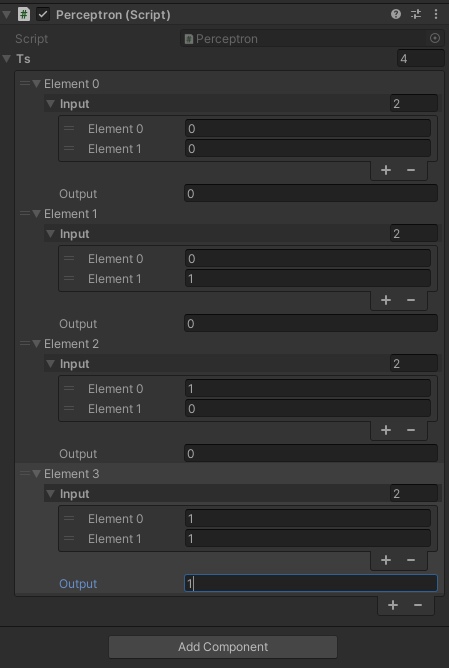 Perceptron (Script)
Script Perceptron
Ts 4
Element 0
Input 2
Element 0 0
Element 1 0
+ −
Output 0
Element 1
Input 2
Element 0 0
Element 1 1
+ −
Output 0
Element 2
Input 2
Element 0 1
Element 1 0
+ −
Output 0
Element 3
Input 2
Element 0 1
Element 1 1
+ −
Output 1
+ −
Add Component